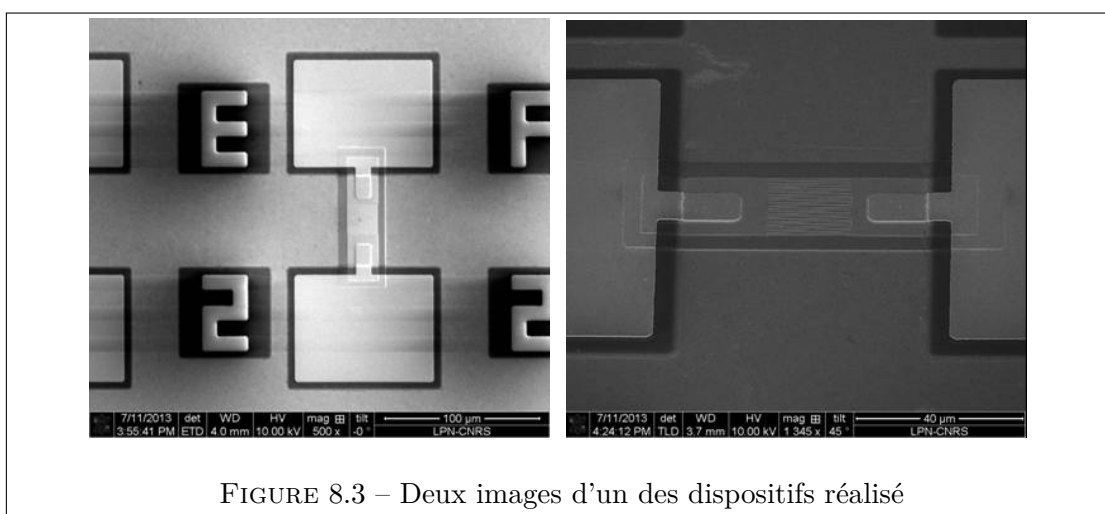 E
F
2
2
7/11/2013 det WD HV mag ⊞ tilt 100 µm
3:55:41 PM ETD 4.0 mm 10.00 kV 500 x -0 ° LPN-CNRS
7/11/2013 det WD HV mag ⊞ tilt 40 µm
4:24:12 PM TLD 3.7 mm 10.00 kV 1 345 x 45 ° LPN-CNRS
FIGURE 8.3 – Deux images d'un des dispositifs réalisé